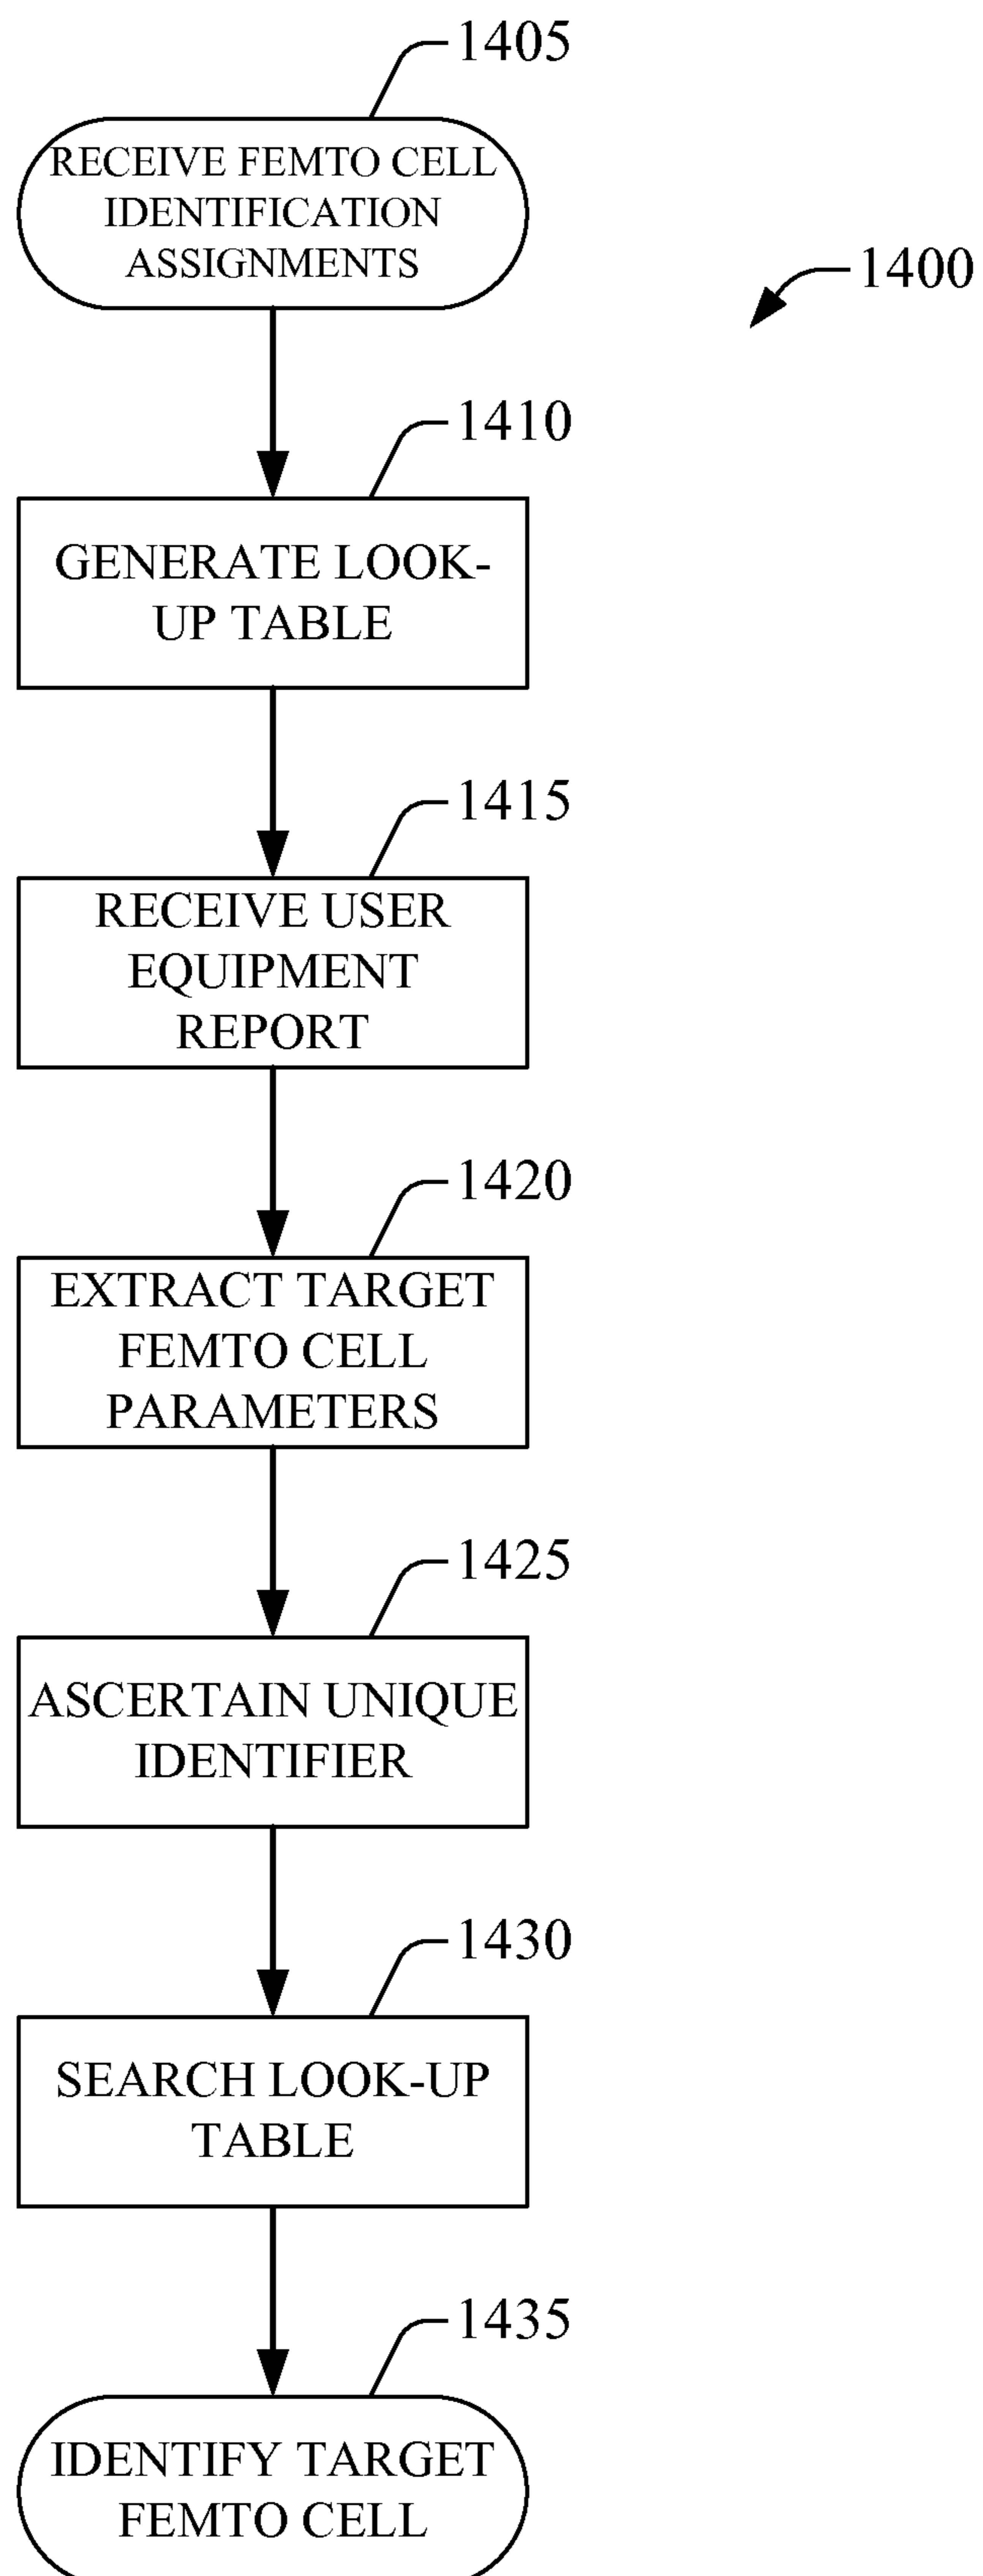 1405
RECEIVE FEMTO CELL
IDENTIFICATION
ASSIGNMENTS
1400
1410
GENERATE LOOK-
UP TABLE
1415
RECEIVE USER
EQUIPMENT
REPORT
1420
EXTRACT TARGET
FEMTO CELL
PARAMETERS
1425
ASCERTAIN UNIQUE
IDENTIFIER
1430
SEARCH LOOK-UP
TABLE
1435
IDENTIFY TARGET
FEMTO CELL